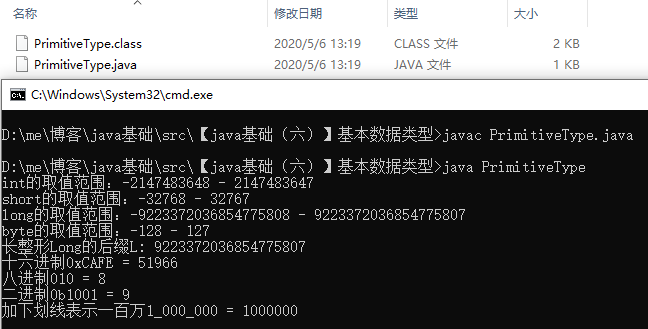 名称 修改日期 类型 大小
PrimitiveType.class 2020/5/6 13:19 CLASS 文件 2 KB
PrimitiveType.java 2020/5/6 13:19 JAVA 文件 1 KB
C:\Windows\System32\cmd.exe
D:\me\博客\java基础\src\【java基础（六）】基本数据类型>javac PrimitiveType.java
D:\me\博客\java基础\src\【java基础（六）】基本数据类型>java PrimitiveType
int的取值范围：-2147483648 - 2147483647
short的取值范围：-32768 - 32767
long的取值范围：-9223372036854775808 - 9223372036854775807
byte的取值范围：-128 - 127
长整形Long的后缀L: 9223372036854775807
十六进制0xCAFE = 51966
八进制010 = 8
二进制0b1001 = 9
加下划线表示一百万1_000_000 = 1000000